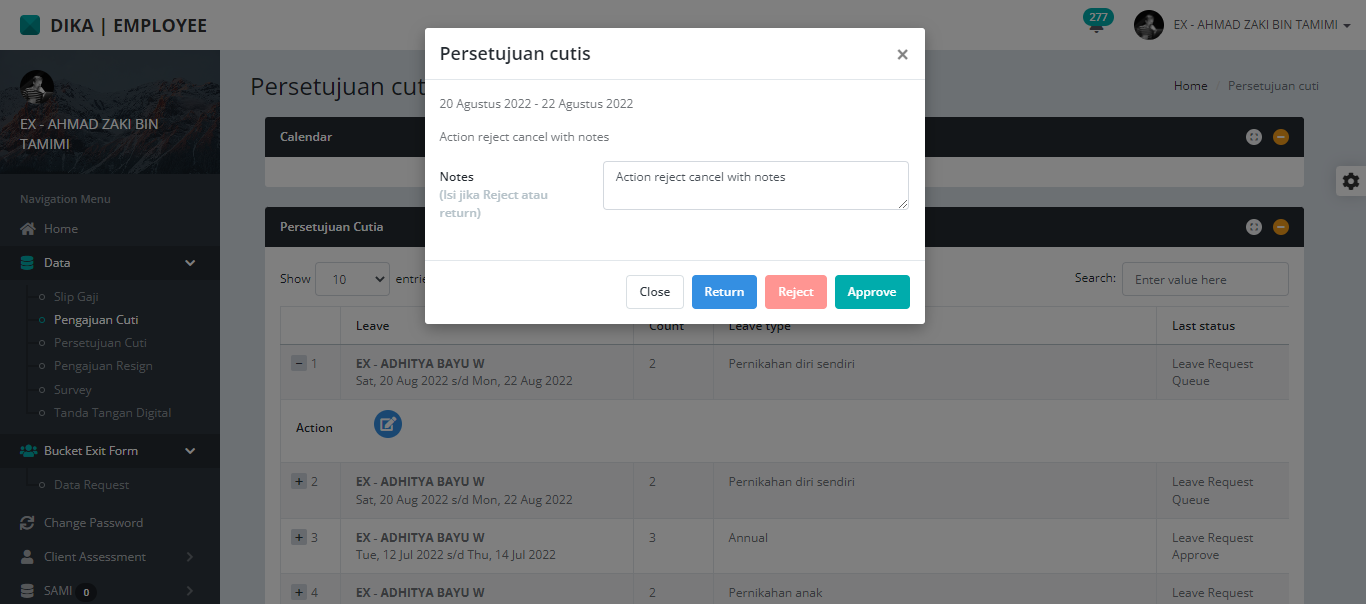 DIKA | EMPLOYEE
277
EX - AHMAD ZAKI BIN TAMIMI
EX - AHMAD ZAKI BIN
TAMIMI
Navigation Menu
Home
Data
Slip Gaji
Pengajuan Cuti
Persetujuan Cuti
Pengajuan Resign
Survey
Tanda Tangan Digital
Bucket Exit Form
Data Request
Change Password
Client Assessment
SAMI 0
Persetujuan cut
Home / Persetujuan cuti
Calendar
Persetujuan Cutia
Show 10 entrie
Search: Enter value here
Persetujuan cutis ×
20 Agustus 2022 - 22 Agustus 2022
Action reject cancel with notes
Notes
(Isi jika Reject atau
return)
Action reject cancel with notes
Close Return Reject Approve
Leave Count Leave type Last status
1 EX - ADHITYA BAYU W 2 Pernikahan diri sendiri Leave Request
Sat, 20 Aug 2022 s/d Mon, 22 Aug 2022 Queue
Action
2 EX - ADHITYA BAYU W 2 Pernikahan diri sendiri Leave Request
Sat, 20 Aug 2022 s/d Mon, 22 Aug 2022 Queue
3 EX - ADHITYA BAYU W 3 Annual Leave Request
Tue, 12 Jul 2022 s/d Thu, 14 Jul 2022 Approve
4 EX - ADHITYA BAYU W 2 Pernikahan anak Leave Request